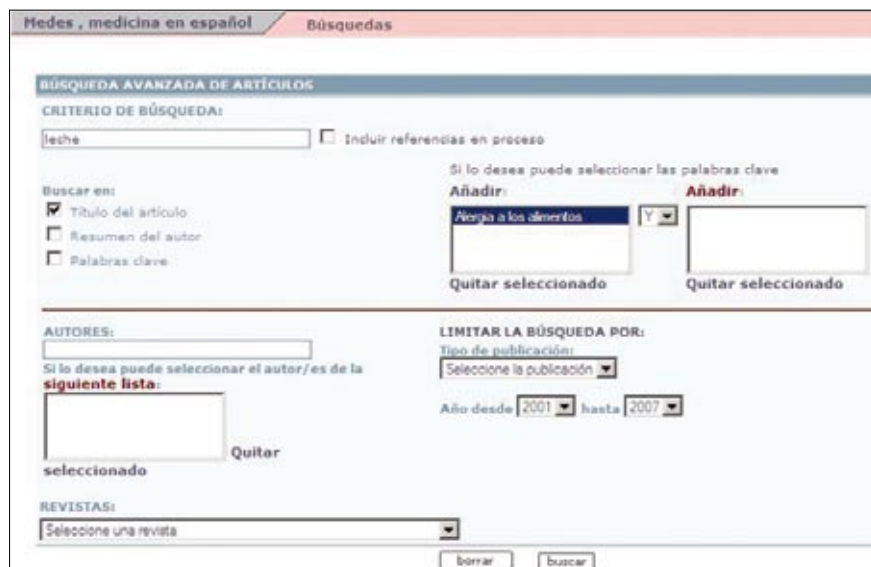 Medes , medicina en español
Búsquedas
BÚSQUEDA AVANZADA DE ARTÍCULOS
CRITERIO DE BÚSQUEDA:
leche
Incluir referencias en proceso
Si lo desea puede seleccionar las palabras clave
Buscar en:
Título del artículo
Resumen del autor
Palabras clave
Añadir:
Añadir:
Alergia a los alimentos
Y
Quitar seleccionado
Quitar seleccionado
AUTORES:
Si lo desea puede seleccionar el autor/es de la
siguiente lista:
Quitar
seleccionado
LIMITAR LA BÚSQUEDA POR:
Tipo de publicación:
Seleccione la publicación
Año desde 2001 hasta 2007
REVISTAS:
Seleccione una revista
borrar
buscar